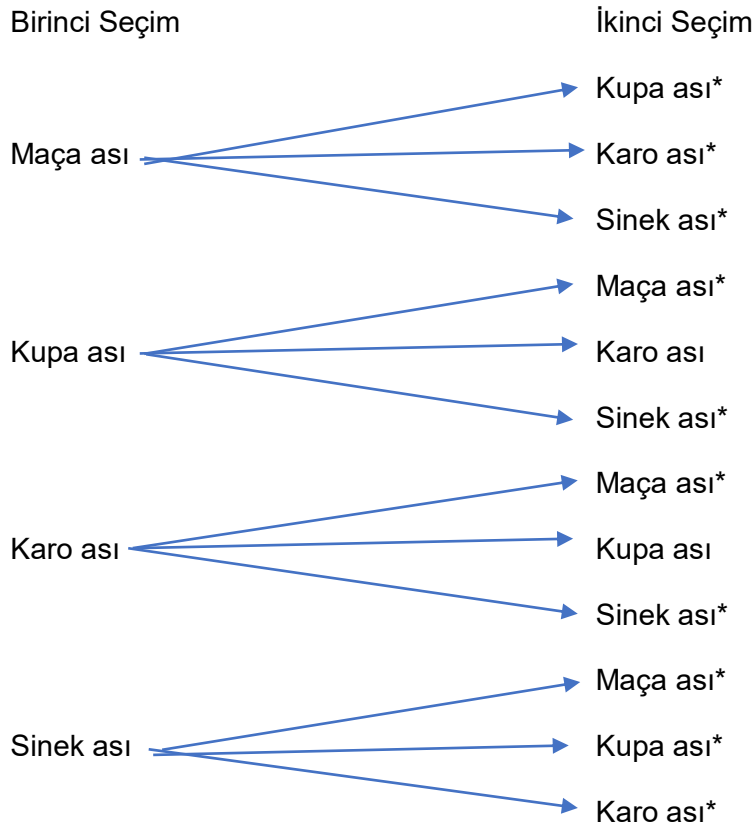 Birinci Seçim İkinci Seçim
Kupa ası*
Maça ası Karo ası*
Sinek ası*
Maça ası*
Kupa ası Karo ası
Sinek ası*
Maça ası*
Karo ası Kupa ası
Sinek ası*
Maça ası*
Sinek ası Kupa ası*
Karo ası*